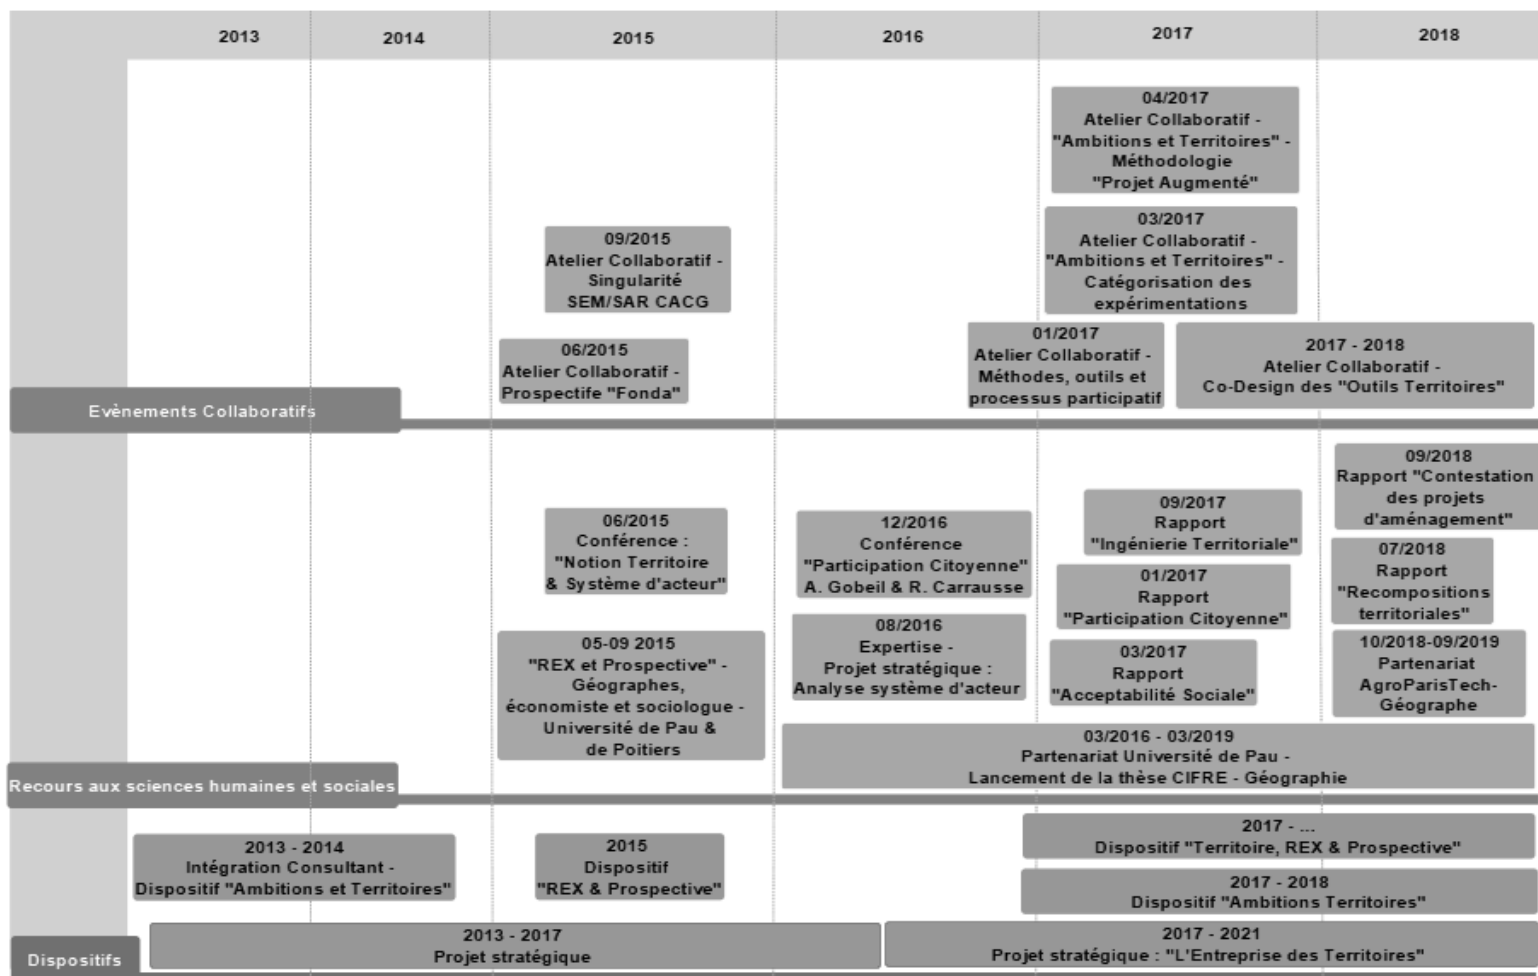 2013
2014
2015
2016
2017
2018
04/2017
Atelier Collaboratif -
"Ambitions et Territoires" -
Méthodologie
"Projet Augmenté"
09/2015
Atelier Collaboratif -
Singularité
SEM/SAR CACG
03/2017
Atelier Collaboratif -
"Ambitions et Territoires" -
Catégorisation des
expérimentations
06/2015
Atelier Collaboratif -
Prospectife "Fonda"
01/2017
Atelier Collaboratif -
Méthodes, outils et
processus participatif
2017 - 2018
Atelier Collaboratif -
Co-Design des "Outils Territoires"
Evènements Collaboratifs
06/2015
Conférence :
"Notion Territoire
& Système d'acteur"
12/2016
Conférence
"Participation Citoyenne"
A. Gobeil & R. Carrausse
09/2017
Rapport
"Ingénierie Territoriale"
09/2018
Rapport "Contestation
des projets
d'aménagement"
01/2017
Rapport
"Participation Citoyenne"
07/2018
Rapport
"Recompositions
territoriales"
05-09 2015
"REX et Prospective" -
Géographes,
économiste et sociologue -
Université de Pau &
de Poitiers
08/2016
Expertise -
Projet stratégique :
Analyse système d'acteur
03/2017
Rapport
"Acceptabilité Sociale"
10/2018-09/2019
Partenariat
AgroParisTech-
Géographe
03/2016 - 03/2019
Partenariat Université de Pau -
Lancement de la thèse CIFRE - Géographie
Recours aux sciences humaines et sociales
2013 - 2014
Intégration Consultant -
Dispositif "Ambitions et Territoires"
2015
Dispositif
"REX & Prospective"
2017 - ...
Dispositif "Territoire, REX & Prospective"
2017 - 2018
Dispositif "Ambitions Territoires"
2013 - 2017
Projet stratégique
2017 - 2021
Projet stratégique : "L'Entreprise des Territoires"
Dispositifs